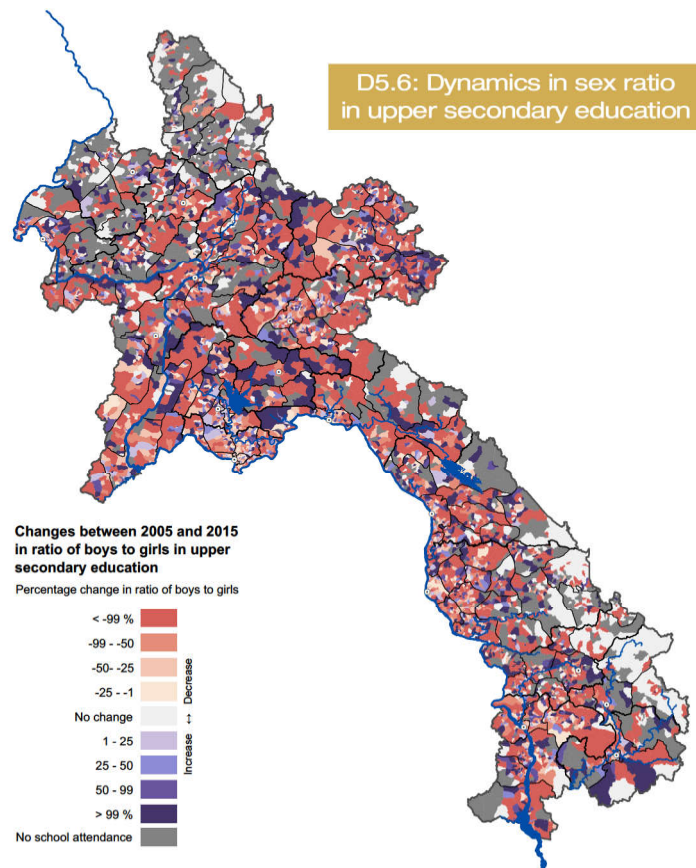 D5.6: Dynamics in sex ratio
in upper secondary education
Changes between 2005 and 2015
in ratio of boys to girls in upper
secondary education
Percentage change in ratio of boys to girls
< -99 %
-99 - -50
-50- -25
-25 - -1
No change
1 - 25
25 - 50
50 - 99
> 99 %
No school attendance
Increase ↔ Decrease